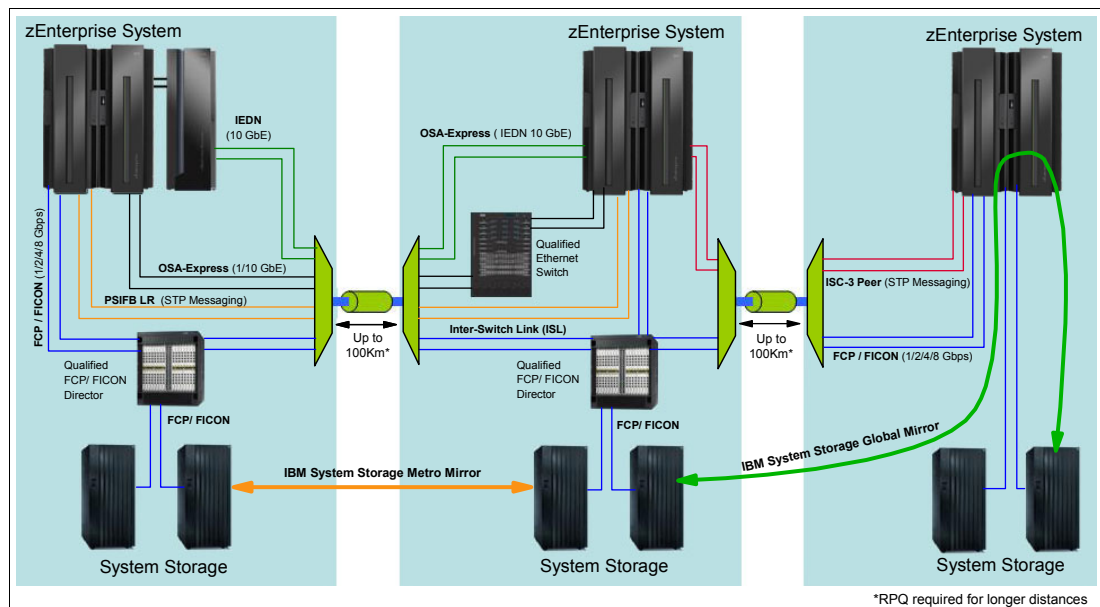 zEnterprise System
IEDN
(10 GbE)
FCP / FICON (1/2/4/8 Gbps)
OSA-Express (1/10 GbE)
PSIFB LR (STP Messaging)
Qualified
FCP/ FICON
Director
FCP/ FICON
System Storage
Up to
100Km*
zEnterprise System
OSA-Express ( IEDN 10 GbE)
Qualified
Ethernet
Switch
Inter-Switch Link (ISL)
Qualified
FCP/ FICON
Director
FCP/ FICON
IBM System Storage Metro Mirror
System Storage
Up to
100Km*
zEnterprise System
ISC-3 Peer (STP Messaging)
FCP / FICON (1/2/4/8 Gbps)
IBM System Storage Global Mirror
System Storage
*RPQ required for longer distances